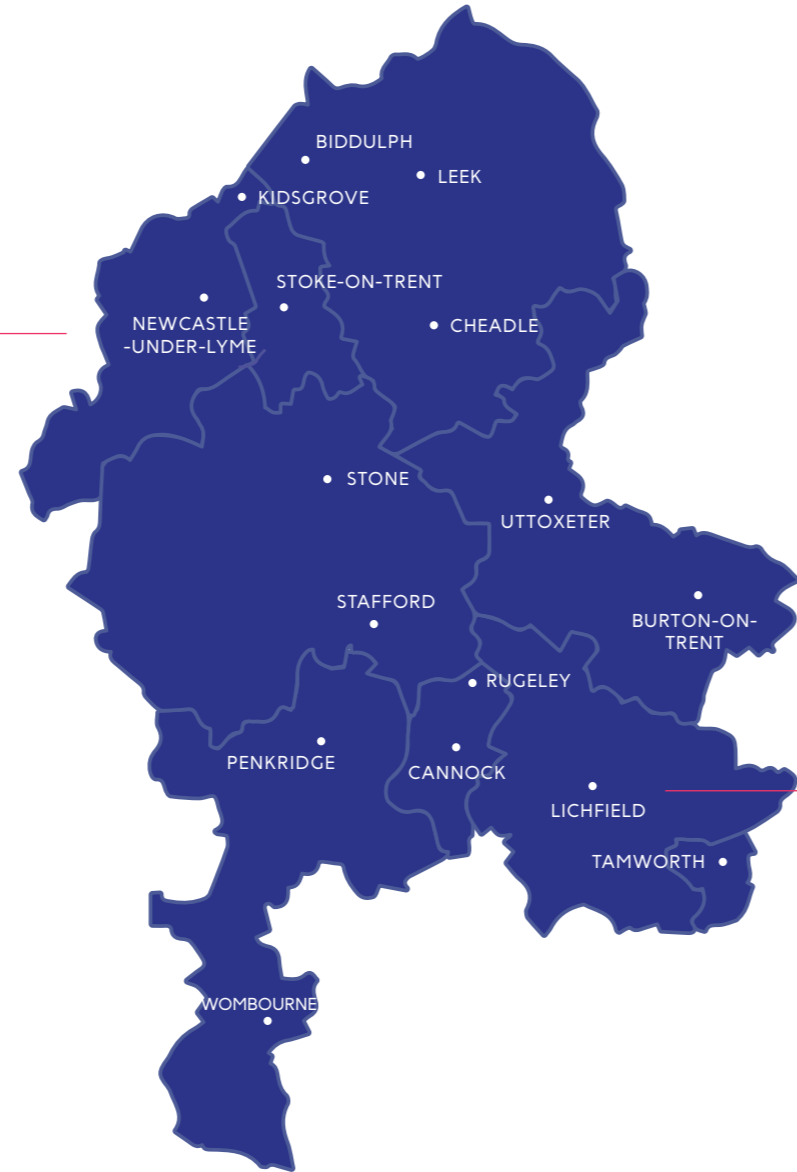 BIDDULPH
LEEK
KIDSGROVE
STOKE-ON-TRENT
NEWCASTLE
-UNDER-LYME
CHEADLE
STONE
UTTOXETER
STAFFORD
BURTON-ON-
TRENT
RUGELEY
PENKRIDGE
CANNOCK
LICHFIELD
TAMWORTH
WOMBOURNE